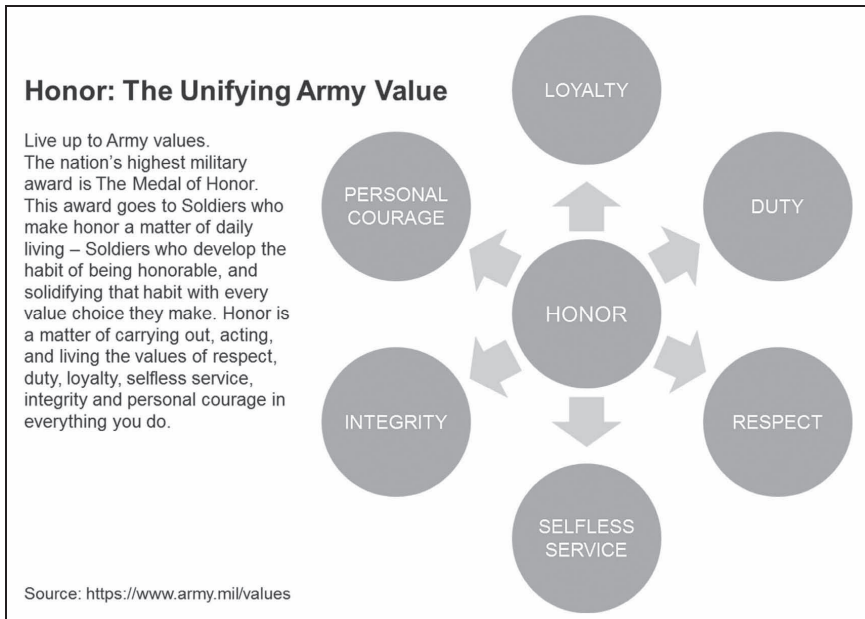 Honor: The Unifying Army Value
Live up to Army values.
The nation’s highest military
award is The Medal of Honor.
This award goes to Soldiers who
make honor a matter of daily
living – Soldiers who develop the
habit of being honorable, and
solidifying that habit with every
value choice they make. Honor is
a matter of carrying out, acting,
and living the values of respect,
duty, loyalty, selfless service,
integrity and personal courage in
everything you do.
LOYALTY
DUTY
RESPECT
SELFLESS
SERVICE
INTEGRITY
PERSONAL
COURAGE
HONOR
Source: https://www.army.mil/values